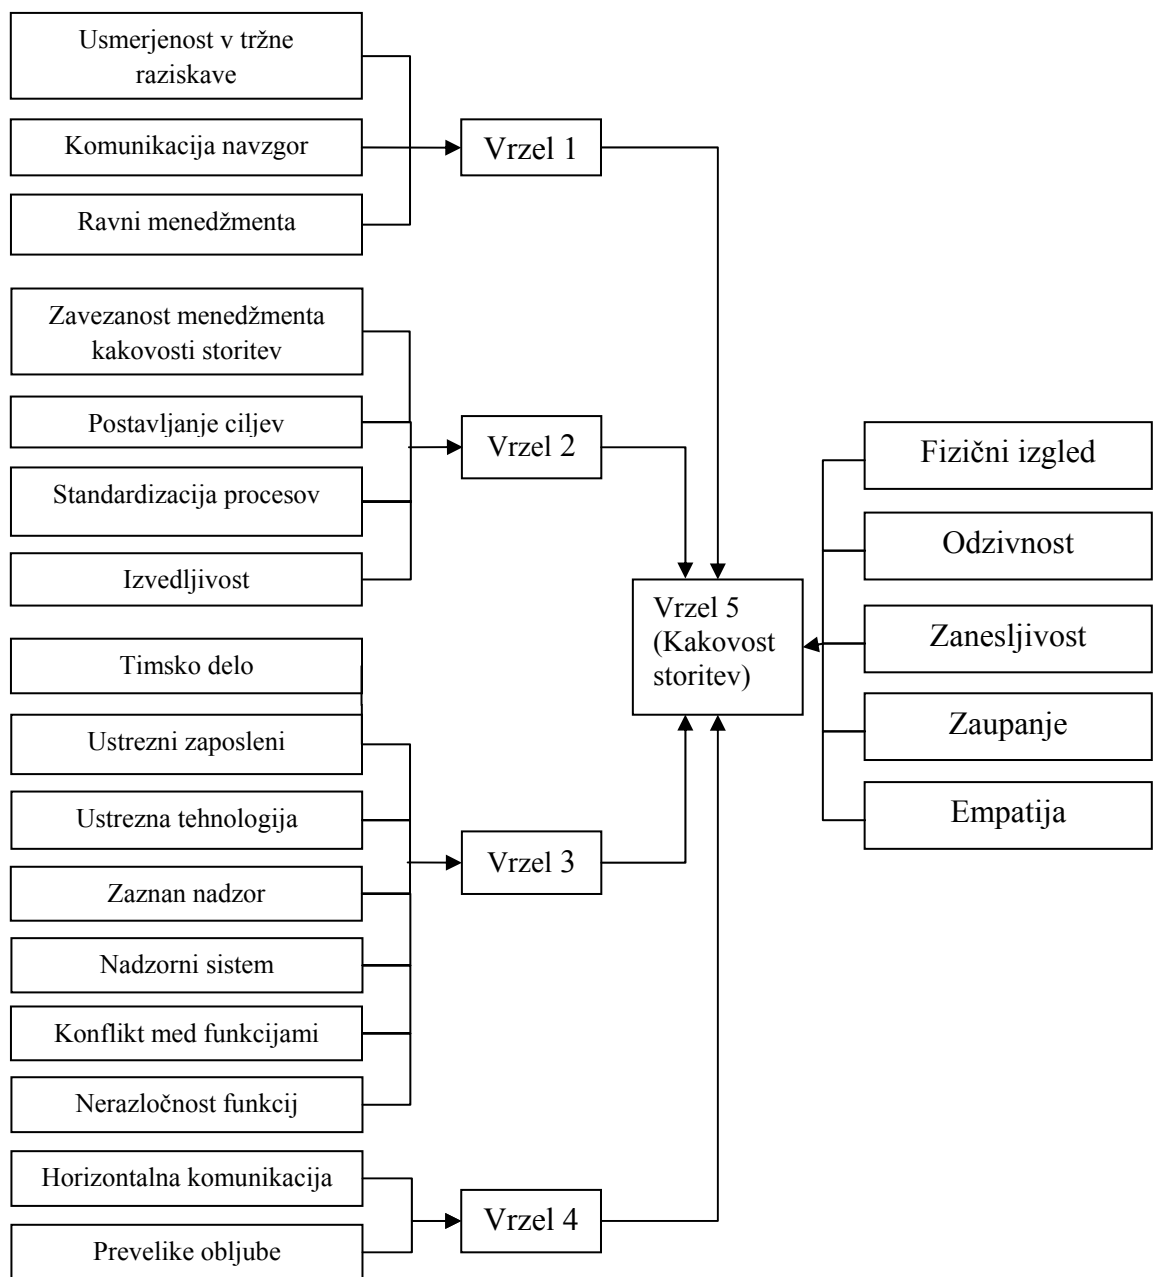 Usmerjenost v tržne
raziskave
Komunikacija navzgor
Ravni menedžmenta
Vrzel 1
Zavezanost menedžmenta
kakovosti storitev
Postavljanje ciljev
Standardizacija procesov
Izvedljivost
Vrzel 2
Timsko delo
Ustrezni zaposleni
Ustrezna tehnologija
Zaznan nadzor
Nadzorni sistem
Konflikt med funkcijami
Nerazločnost funkcij
Vrzel 3
Horizontalna komunikacija
Prevelike obljube
Vrzel 4
Vrzel 5
(Kakovost
storitev)
Fizični izgled
Odzivnost
Zanesljivost
Zaupanje
Empatija